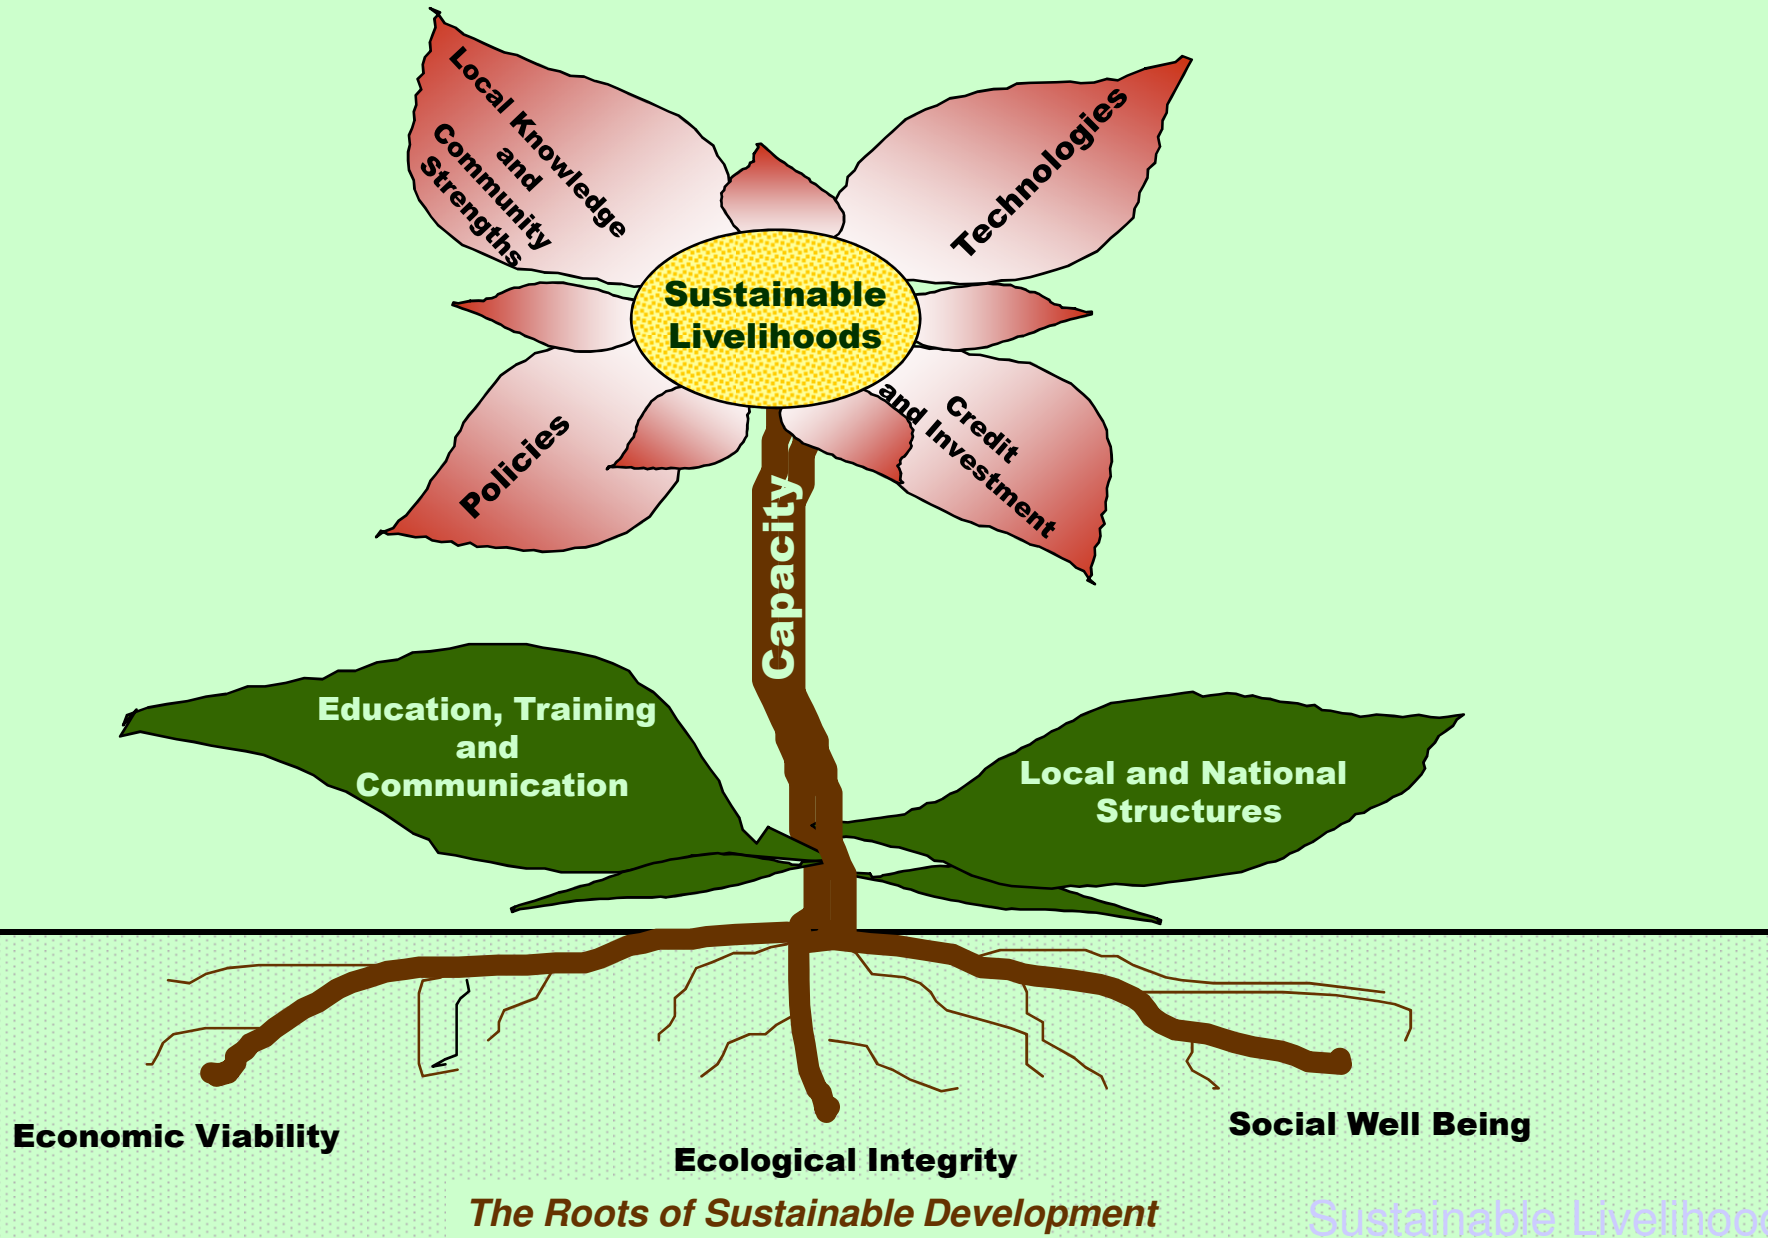 Local Knowledge
and
Community
Strengths
Technologies
Sustainable
Livelihoods
Policies
Credit
and Investment
Capacity
Education, Training
and
Communication
Local and National
Structures
Economic Viability
Ecological Integrity
Social Well Being
The Roots of Sustainable Development
Sustainable